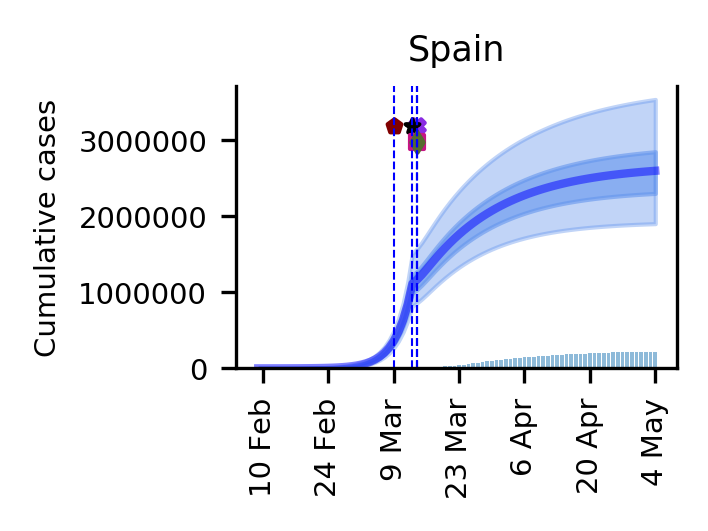 Spain
Cumulative cases
3000000
2000000
1000000
0
10 Feb
24 Feb
9 Mar
23 Mar
6 Apr
20 Apr
4 May